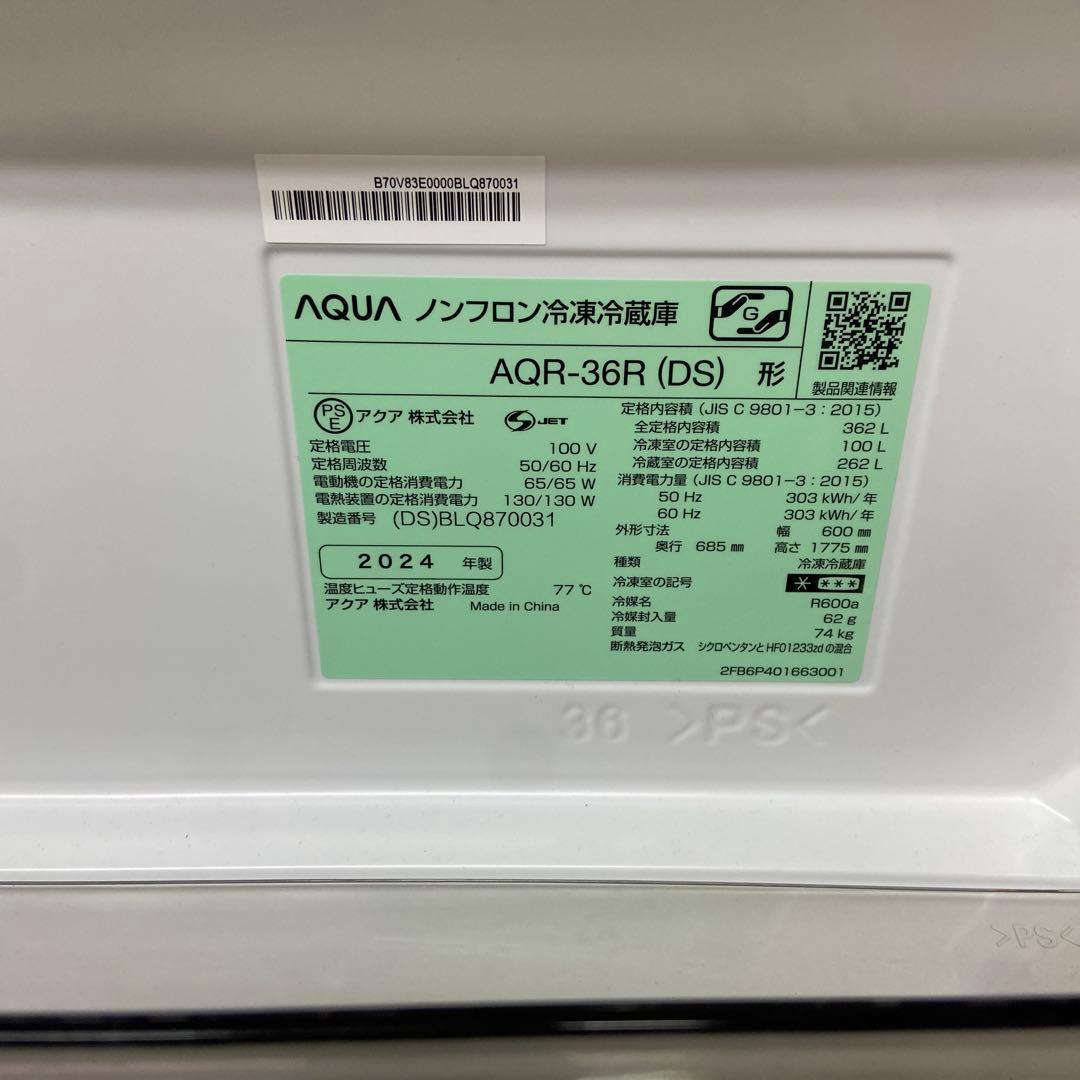 B70V83E0000BLQ870031
AQUA ノンフロン冷凍冷蔵庫
G
AQR-36R (DS) 形
製品関連情報
PS E アクア 株式会社 S JET
定格電圧 100 V
定格周波数 50/60 Hz
電動機の定格消費電力 65/65 W
電熱装置の定格消費電力 130/130 W
製造番号 (DS)BLQ870031
2024 年製
温度ヒューズ定格動作温度 77 ℃
アクア 株式会社 Made in China
定格内容積 (JIS C 9801-3 : 2015)
全定格内容積 362 L
冷凍室の定格内容積 100 L
冷蔵室の定格内容積 262 L
消費電力量 (JIS C 9801-3 : 2015)
50 Hz 303 kWh/年
60 Hz 303 kWh/年
外形寸法 幅 600 ㎜
奥行 685 ㎜ 高さ 1775 ㎜
種類 冷凍冷蔵庫
冷凍室の記号 * ***
冷媒名 R600a
冷媒封入量 62 g
質量 74 kg
断熱発泡ガス シクロペンタンとHFO1233zdの混合
2FB6P401663001
36 >PS<
>PS<